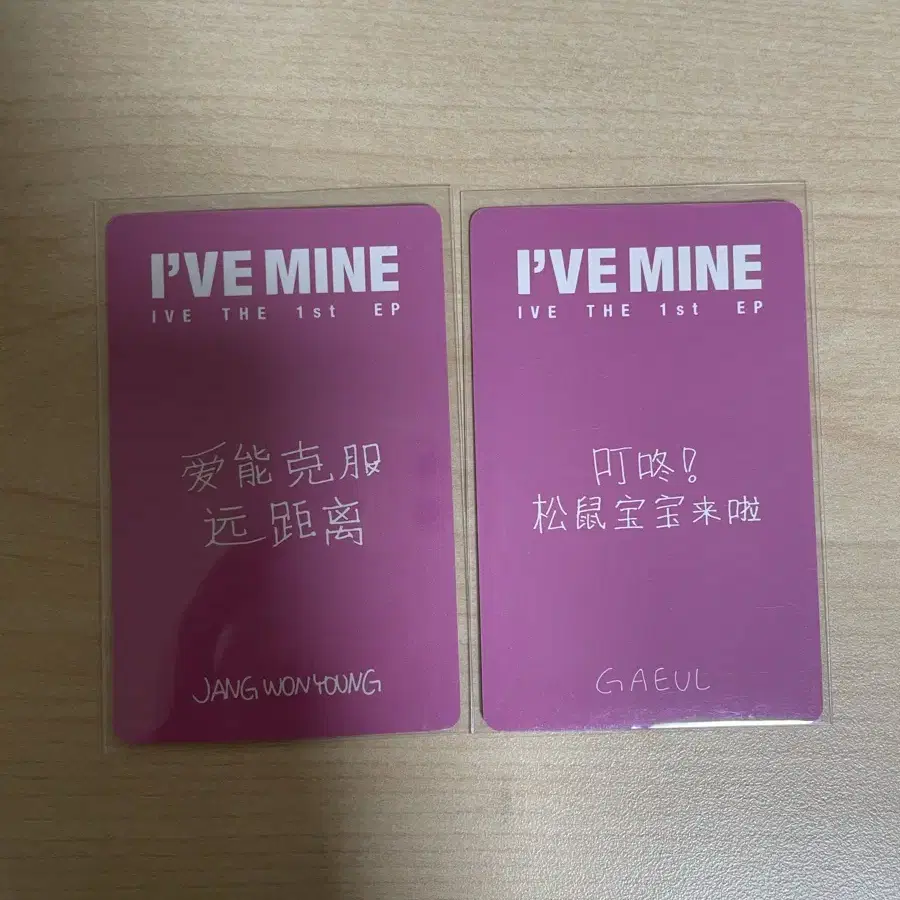 I'VE MINE
IVE THE 1st EP
爱能克服
远距离
JANG WONYOUNG
I'VE MINE
IVE THE 1st EP
叮咚!
松鼠宝宝来啦
GAEUL